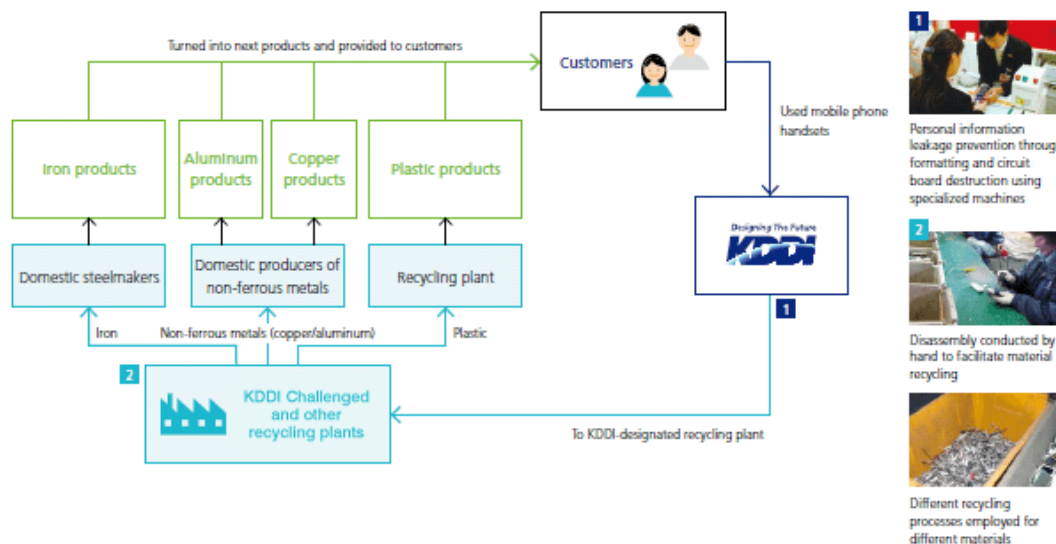 Turned into next products and provided to customers
Customers
Used mobile phone
handsets
Iron products
Aluminum
products
Copper
products
Plastic products
Designing The Future
KDDI
Domestic steelmakers
Domestic producers of
non-ferrous metals
Recycling plant
1
Iron
Non-ferrous metals (copper/aluminum)
Plastic
2
KDDI Challenged
and other
recycling plants
To KDDI-designated recycling plant
1
Personal information
leakage prevention throug
formatting and circuit
board destruction using
specialized machines
2
Disassembly conducted by
hand to facilitate material
recycling
Different recycling
processes employed for
different materials